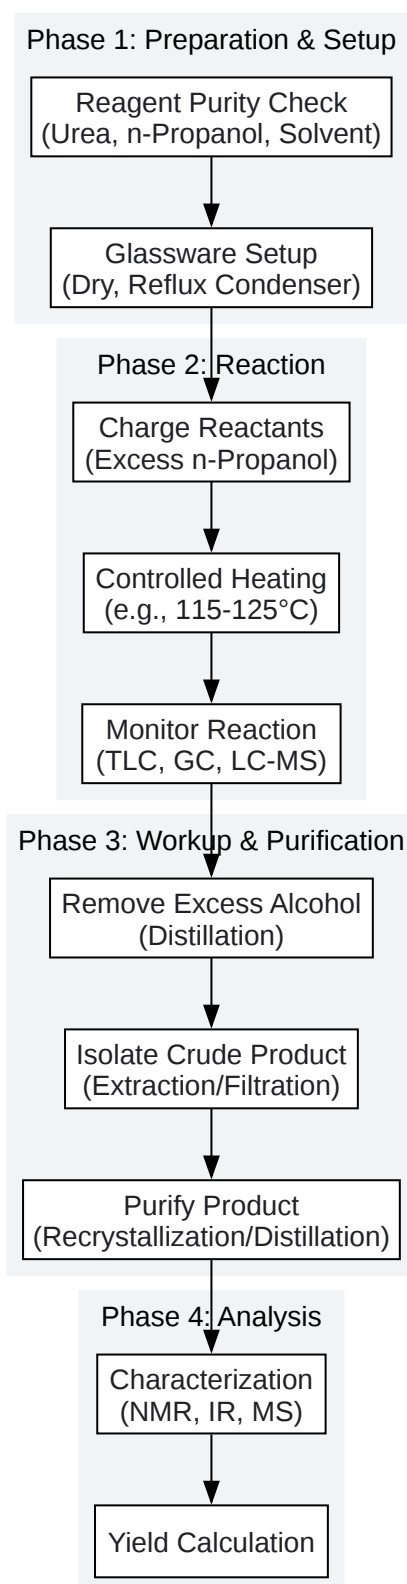 Phase 1: Preparation & Setup
Reagent Purity Check
(Urea, n-Propanol, Solvent)
Glassware Setup
(Dry, Reflux Condenser)
Phase 2: Reaction
Charge Reactants
(Excess n-Propanol)
Controlled Heating
(e.g., 115-125°C)
Monitor Reaction
(TLC, GC, LC-MS)
Phase 3: Workup & Purification
Remove Excess Alcohol
(Distillation)
Isolate Crude Product
(Extraction/Filtration)
Purify Product
(Recrystallization/Distillation)
Phase 4: Analysis
Characterization
(NMR, IR, MS)
Yield Calculation